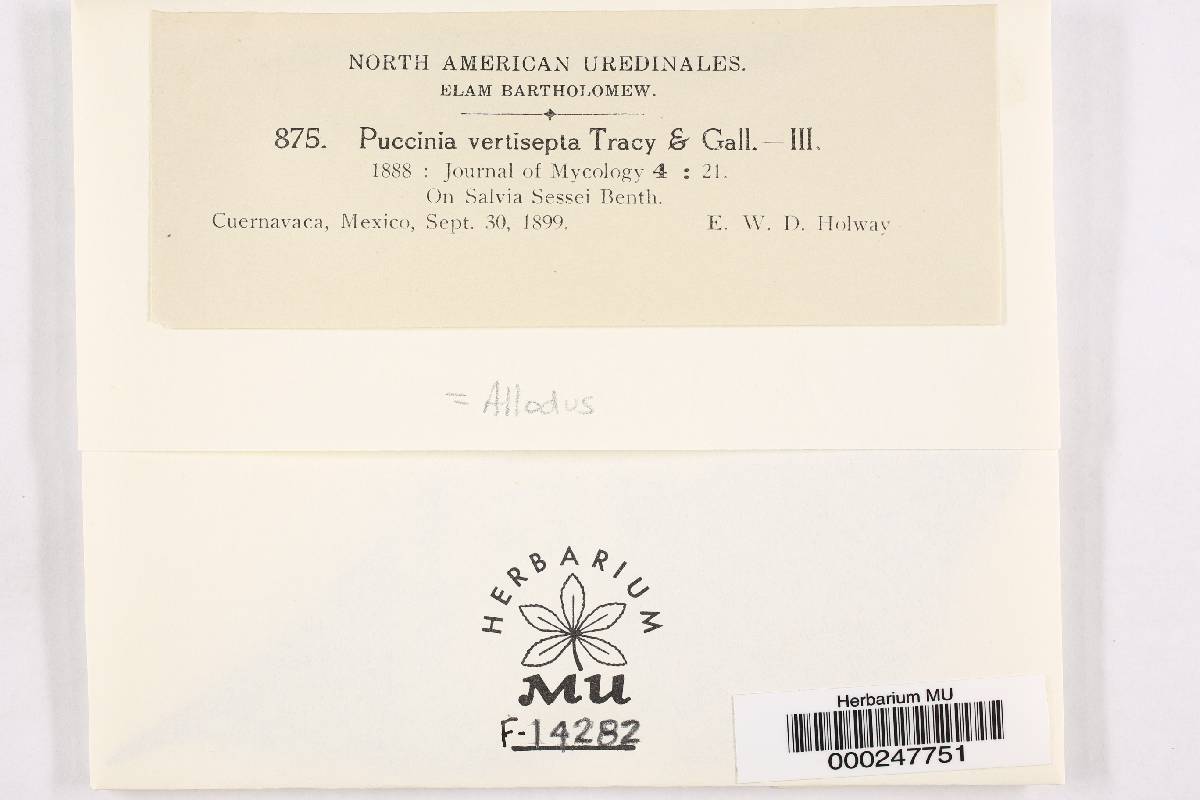 NORTH AMERICAN UREDINALES.
ELAM BARTHOLOMEW.
875. Puccinia vertisepta Tracy & Gall.—III.
1888 : Journal of Mycology 4 : 21.
On Salvia Sessei Benth.
Cuernavaca, Mexico, Sept. 30, 1899. E. W. D. Holway
= Allodus
HERBARIUM
MU
F-14282
Herbarium MU
000247751